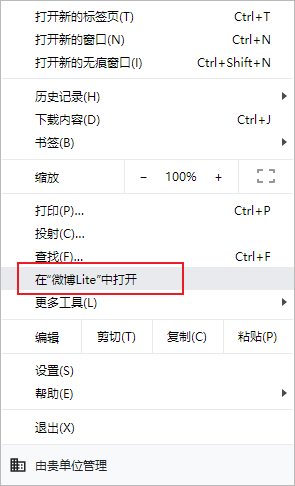 打开新的标签页(T) Ctrl+T
打开新的窗口(N) Ctrl+N
打开新的无痕窗口(I) Ctrl+Shift+N
历史记录(H)
下载内容(D) Ctrl+J
书签(B)
缩放 − 100% +
打印(P)... Ctrl+P
投射(C)...
查找(F)... Ctrl+F
在“微博Lite”中打开
更多工具(L)
编辑 剪切(T) 复制(C) 粘贴(P)
设置(S)
帮助(E)
退出(X)
由贵单位管理